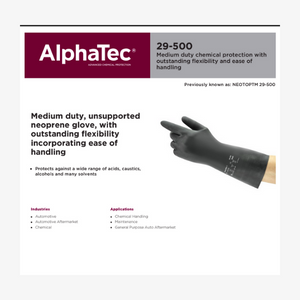 AlphaTec®
ADVANCED CHEMICAL PROTECTION
29-500
Medium duty chemical protection with
outstanding flexibility and ease of
handling
Previously known as: NEOTOPTM 29-500
Medium duty, unsupported
neoprene glove, with
outstanding flexibility
incorporating ease of
handling
• Protects against a wide range of acids, caustics,
alcohols and many solvents
Industries
• Automotive
• Automotive Aftermarket
• Chemical
Applications
• Chemical Handling
• Maintenance
• General Purpose Auto Aftermarket